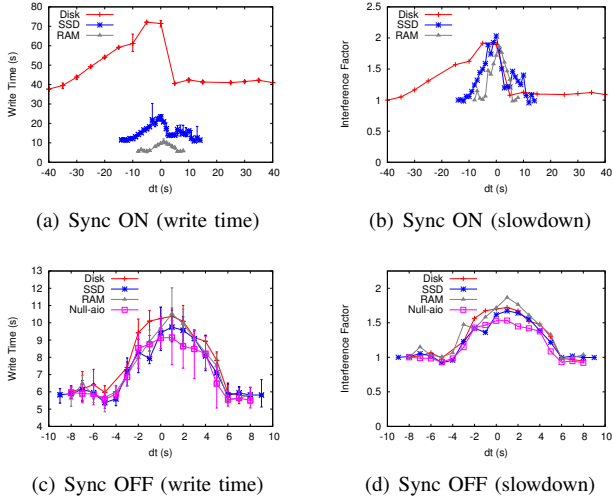 Disk
SSD
RAM
Write Time (s)
80
70
60
50
40
30
20
10
0
-40 -30 -20 -10 0 10 20 30 40
dt (s)
(a) Sync ON (write time)
Disk
SSD
RAM
Interference Factor
2.5
2
1.5
1
0.5
-40 -30 -20 -10 0 10 20 30 40
dt (s)
(b) Sync ON (slowdown)
Disk
SSD
RAM
Null-aio
Write Time (s)
13
12
11
10
9
8
7
6
5
4
-10 -8 -6 -4 -2 0 2 4 6 8 10
dt (s)
(c) Sync OFF (write time)
Disk
SSD
RAM
Null-aio
Interference Factor
2
1.5
1
0
-10 -8 -6 -4 -2 0 2 4 6 8 10
dt (s)
(d) Sync OFF (slowdown)